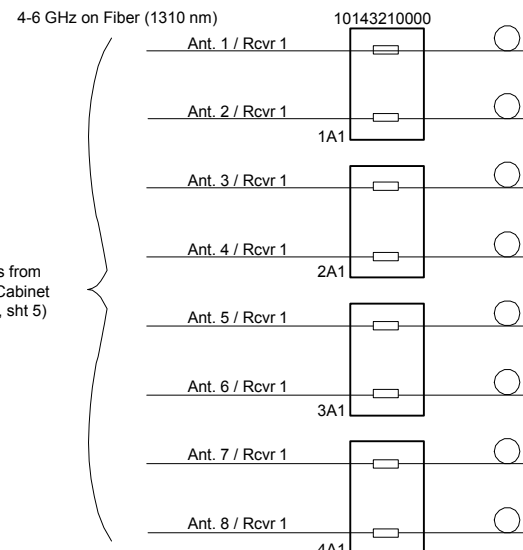 4-6 GHz on Fiber (1310 nm)
10143210000
Ant. 1 / Rcvr 1
Ant. 2 / Rcvr 1
1A1
Ant. 3 / Rcvr 1
Ant. 4 / Rcvr 1
2A1
s from
Cabinet
, sht 5)
Ant. 5 / Rcvr 1
Ant. 6 / Rcvr 1
3A1
Ant. 7 / Rcvr 1
Ant. 8 / Rcvr 1
4A1